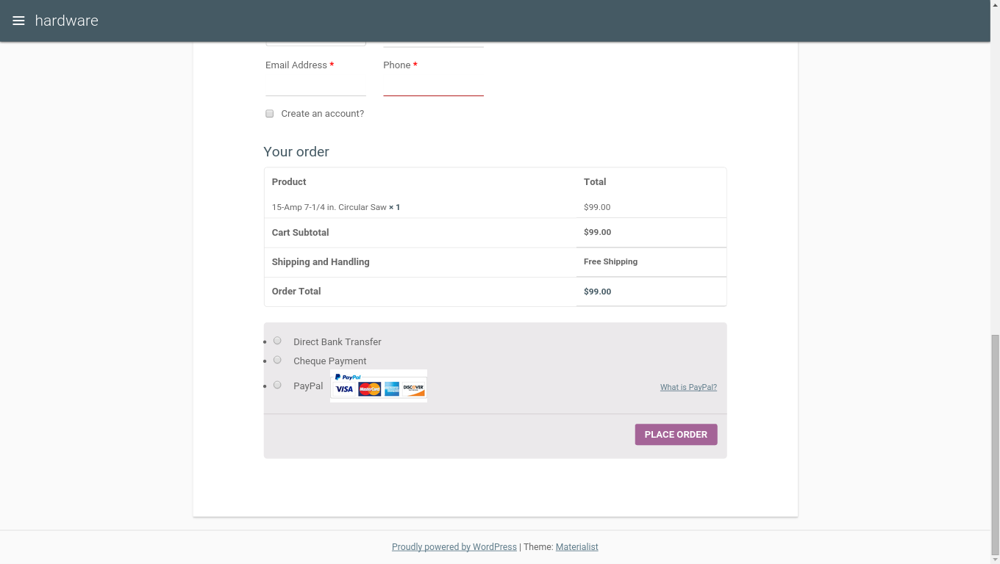 hardware
Email Address * Phone *
Create an account?
Your order
Product Total
15-Amp 7-1/4 in. Circular Saw × 1 $99.00
Cart Subtotal $99.00
Shipping and Handling Free Shipping
Order Total $99.00
Direct Bank Transfer
Cheque Payment
PayPal
PayPal VISA MasterCard DISCOVER What is PayPal?
PLACE ORDER
Proudly powered by WordPress | Theme: Materialist